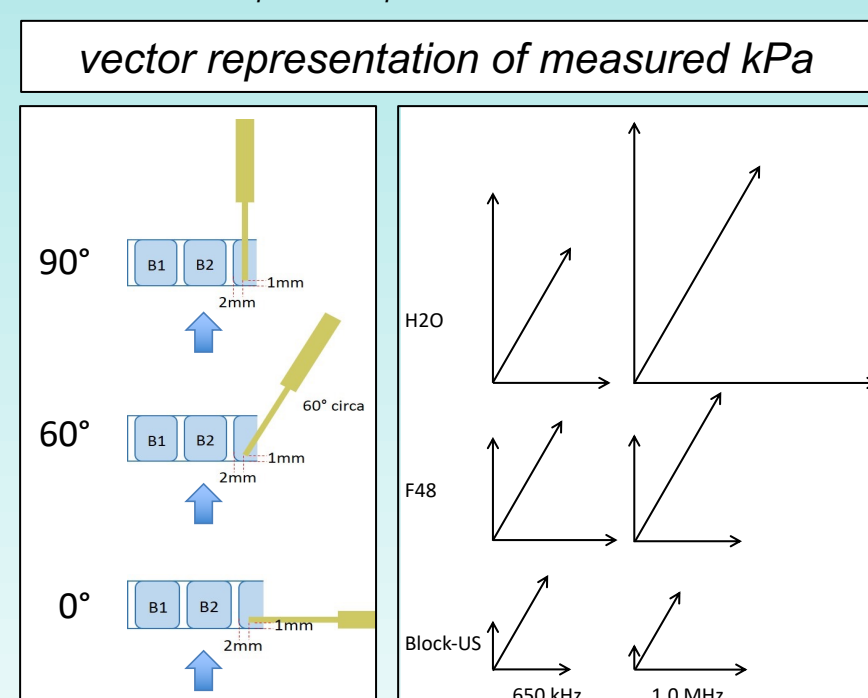 vector representation of measured kPa
90°
B1 B2
1mm
2mm
60°
B1 B2
60° circa
1mm
2mm
0°
B1 B2
1mm
2mm
H2O
F48
Block-US
650 kHz 1.0 MHz